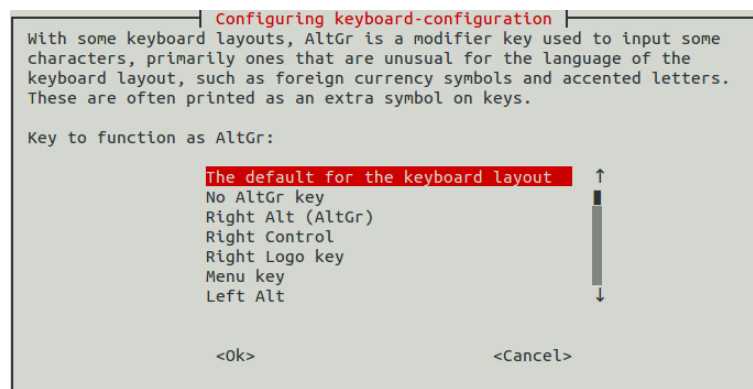 Configuring keyboard-configuration
With some keyboard layouts, AltGr is a modifier key used to input some
characters, primarily ones that are unusual for the language of the
keyboard layout, such as foreign currency symbols and accented letters.
These are often printed as an extra symbol on keys.
Key to function as AltGr:
The default for the keyboard layout
No AltGr key
Right Alt (AltGr)
Right Control
Right Logo key
Menu key
Left Alt
<Ok> <Cancel>